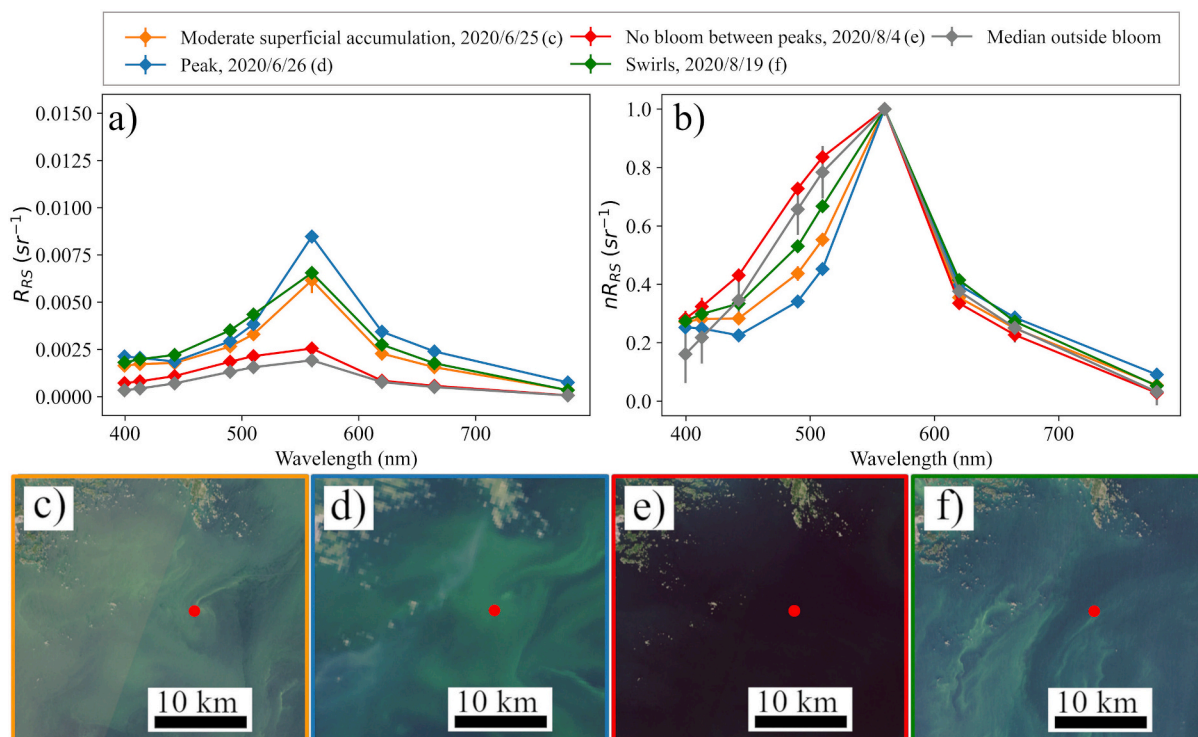 Moderate superficial accumulation, 2020/6/25 (c)
No bloom between peaks, 2020/8/4 (e)
Median outside bloom
Peak, 2020/6/26 (d)
Swirls, 2020/8/19 (f)
a)
0.0150
0.0125
0.0100
0.0075
0.0050
0.0025
0.0000
R_RS (sr⁻¹)
400 500 600 700
Wavelength (nm)
b)
1.0
0.8
0.6
0.4
0.2
0.0
nR_RS (sr⁻¹)
400 500 600 700
Wavelength (nm)
c)
10 km
d)
10 km
e)
10 km
f)
10 km